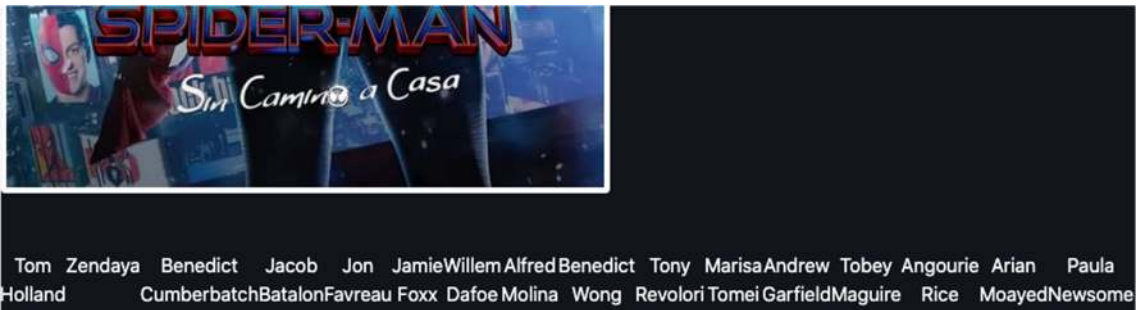 SPIDER-MAN
Sin Camino a Casa
Tom Zendaya Benedict Jacob Jon Jamie Willem Alfred Benedict Tony Marisa Andrew Tobey Angourie Arian Paula
Holland Cumberbatch Batalon Favreau Foxx Dafoe Molina Wong Revolori Tomei Garfield Maguire Rice Moayed Newsome